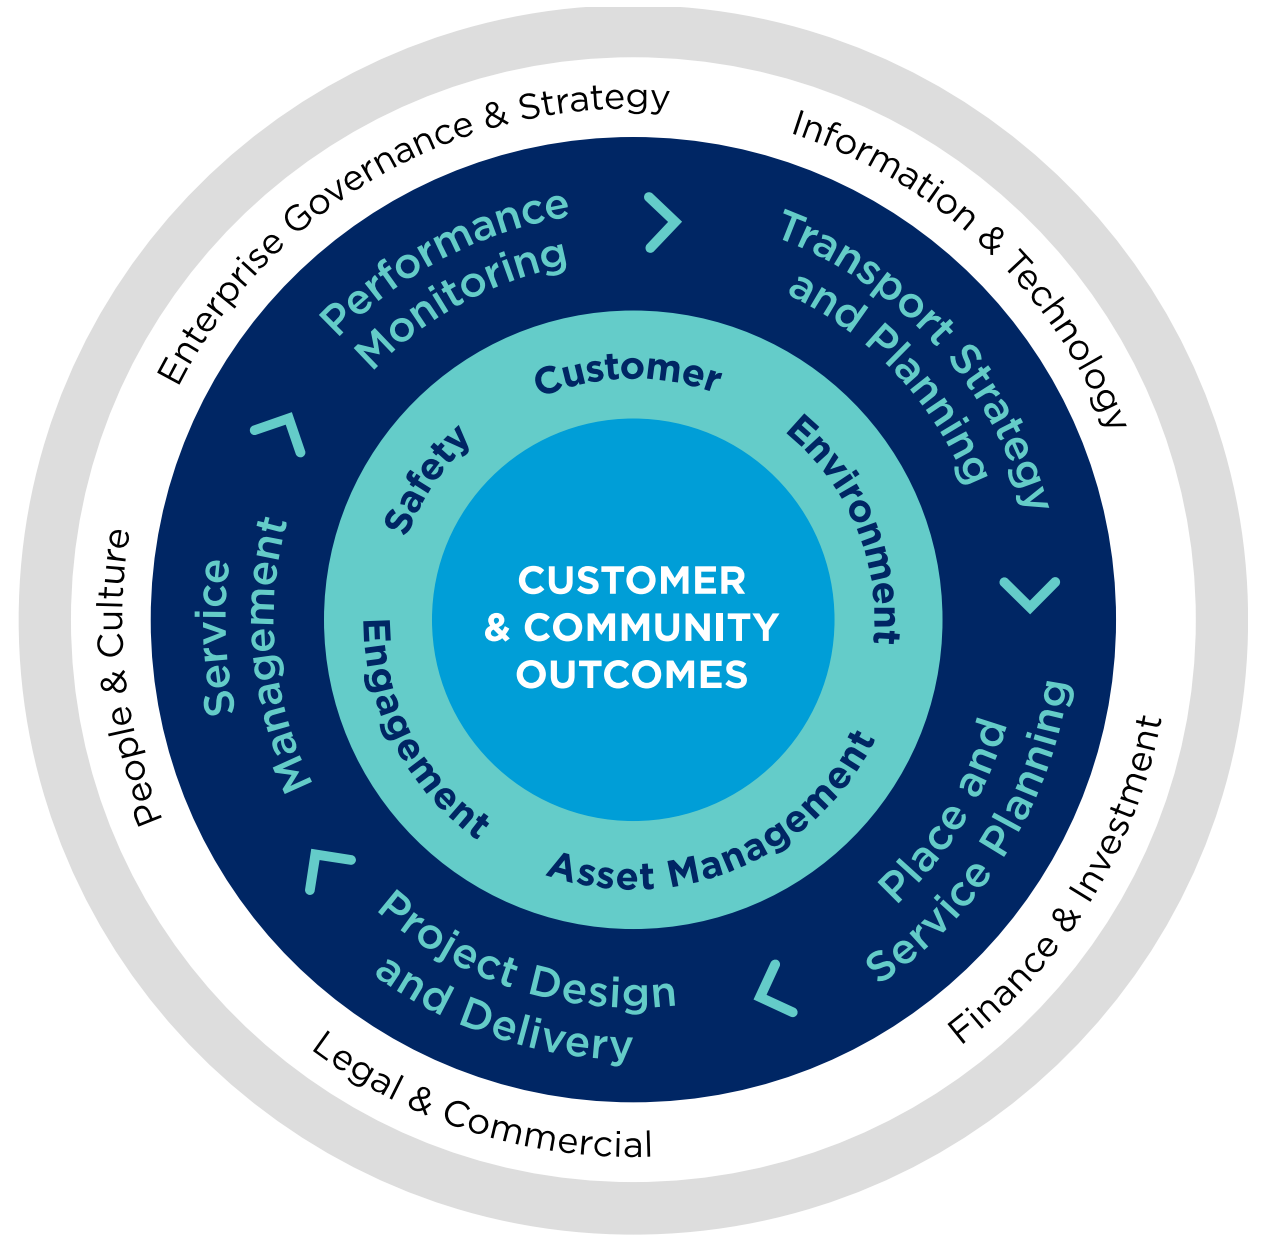 Enterprise Governance & Strategy
Information & Technology
Finance & Investment
Legal & Commercial
People & Culture
Performance
Monitoring
Transport Strategy
and Planning
Place and
Service Planning
Project Design
and Delivery
Service
Management
Customer
Environment
Asset Management
Engagement
Safety
CUSTOMER
& COMMUNITY
OUTCOMES